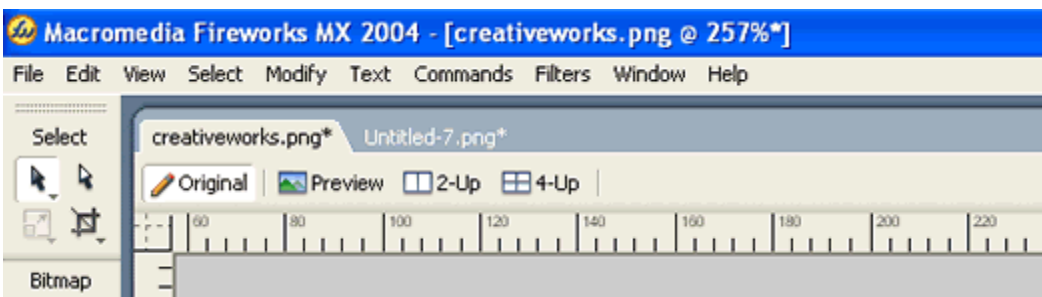 Macromedia Fireworks MX 2004 - [creativeworks.png @ 257%*]
File Edit View Select Modify Text Commands Filters Window Help
Select
creativeworks.png* Untitled-7.png*
Original Preview 2-Up 4-Up
60 80 100 120 140 160 180 200 220
Bitmap